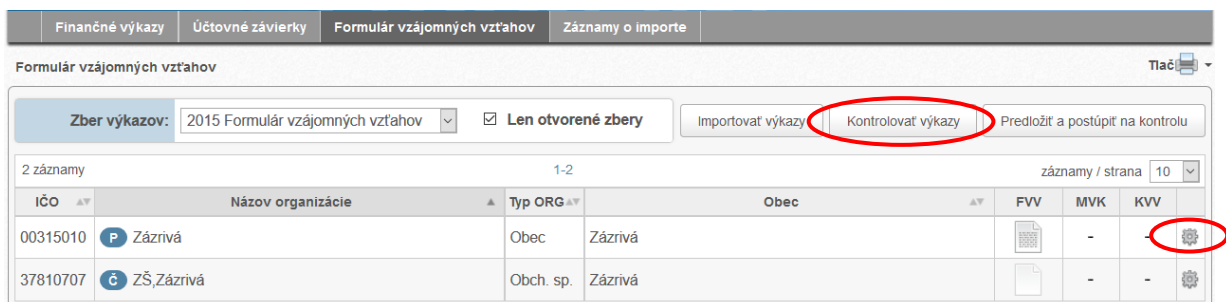 Finančné výkazy Účtovné závierky Formulár vzájomných vzťahov Záznamy o importe
Formulár vzájomných vzťahov Tlač
Zber výkazov: 2015 Formulár vzájomných vzťahov Len otvorené zbery Importovať výkazy Kontrolovať výkazy Predložiť a postúpiť na kontrolu
2 záznamy 1-2 záznamy / strana 10
IČO Názov organizácie Typ ORG Obec FVV MVK KVV
00315010 P Zázrivá Obec Zázrivá - -
37810707 Č ZŠ,Zázrivá Obch. sp. Zázrivá - -